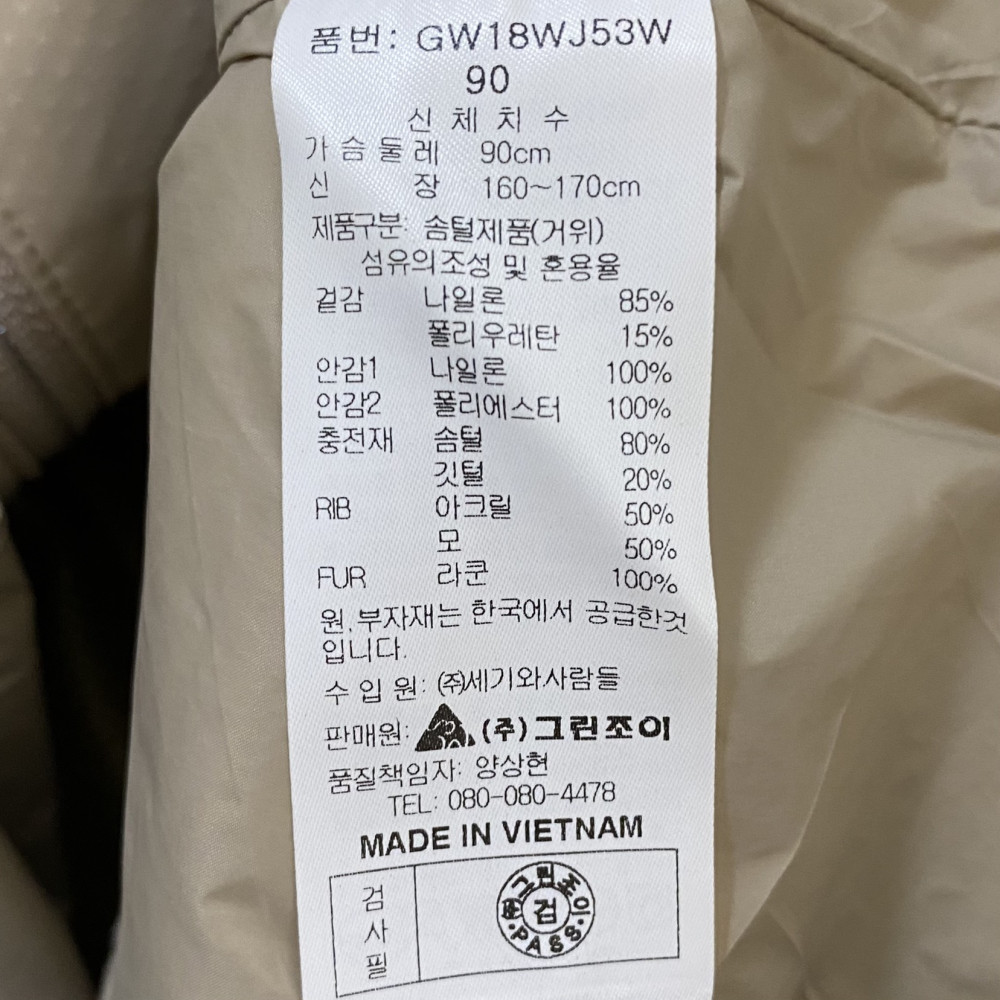 품번: GW18WJ53W
90
신 체 치 수
가 슴 둘 레 90cm
신 장 160~170cm
제품구분: 솜털제품(거위)
섬유의조성 및 혼용율
겉감 나일론 85%
폴리우레탄 15%
안감1 나일론 100%
안감2 폴리에스터 100%
충전재 솜털 80%
깃털 20%
RIB 아크릴 50%
모 50%
FUR 라쿤 100%
원.부자재는 한국에서 공급한것
입니다.
수 입 원: (주)세기와사람들
판매원: (주)그린조이
품질책임자: 양상현
TEL: 080-080-4478
MADE IN VIETNAM
검사필
그린조이
검
PASS